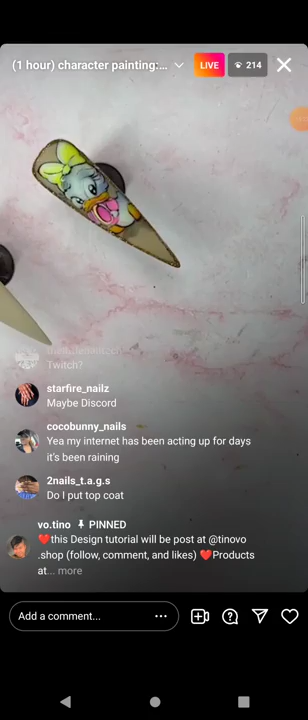 (1 hour) character painting:...
LIVE
214
Twitch?
starfire_nailz
Maybe Discord
cocobunny_nails
Yea my internet has been acting up for days
it's been raining
2nails_t.a.g.s
Do I put top coat
vo.tino PINNED
❤️this Design tutorial will be post at @tinovo
.shop (follow, comment, and likes) ❤️Products
at... more
Add a comment...